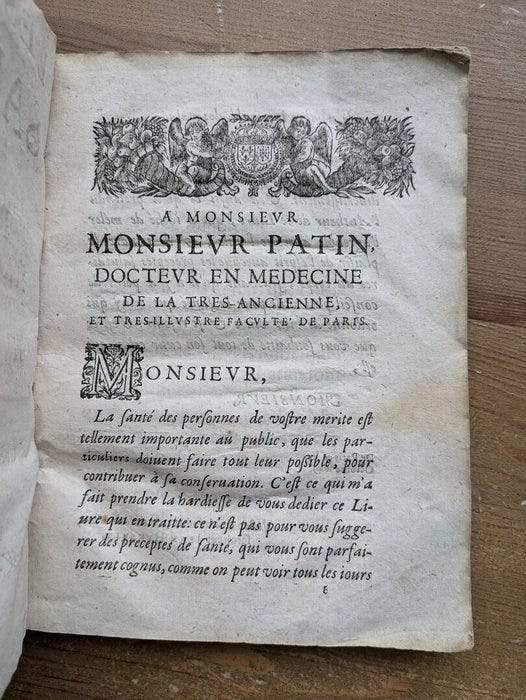 A MONSIEVR
MONSIEVR PATIN,
DOCTEVR EN MEDECINE
DE LA TRES-ANCIENNE,
ET TRES-ILLVSTRE FACVLTE' DE PARIS.
MONSIEVR,
La ſanté des perſonnes de voſtre merite eſt
tellement importante au public, que les par-
ticuliers doiuent faire tout leur poßible, pour
contribuer à ſa conſeruation. C'eſt ce qui m'a
fait prendre la hardieſſe de vous dedier ce Li-
ure qui en traitte: ce n'eſt pas pour vous ſugge-
rer des preceptes de ſanté, qui vous ſont parfai-
tement cognus, comme on peut voir tous les iours